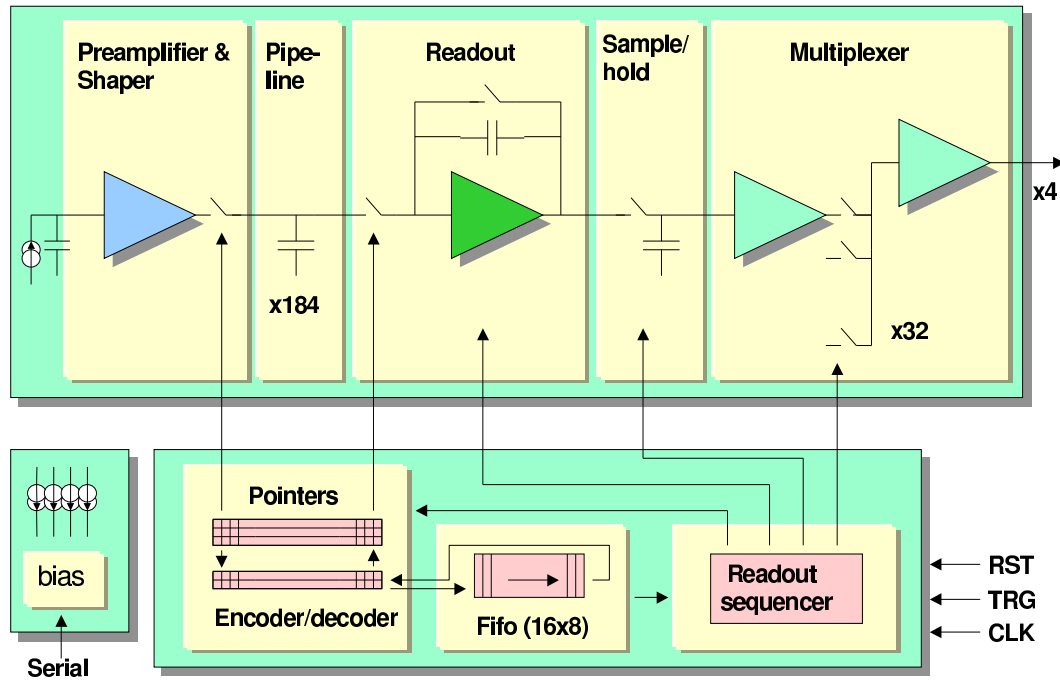 Preamplifier &
Shaper
Pipe-
line
Readout
Sample/
hold
Multiplexer
x4
x184
x32
Pointers
bias
Encoder/decoder
Fifo (16x8)
Readout
sequencer
RST
TRG
CLK
Serial